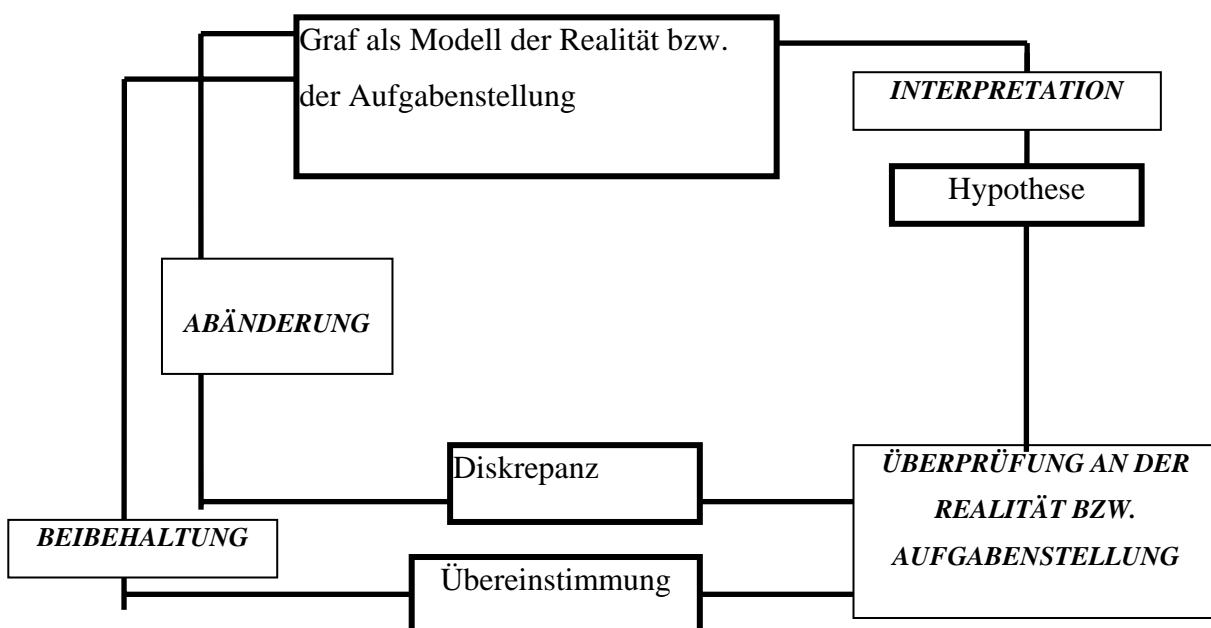 Graf als Modell der Realität bzw.
der Aufgabenstellung
INTERPRETATION
Hypothese
ABÄNDERUNG
Diskrepanz
ÜBERPRÜFUNG AN DER
REALITÄT BZW.
AUFGABENSTELLUNG
BEIBEHALTUNG
Übereinstimmung